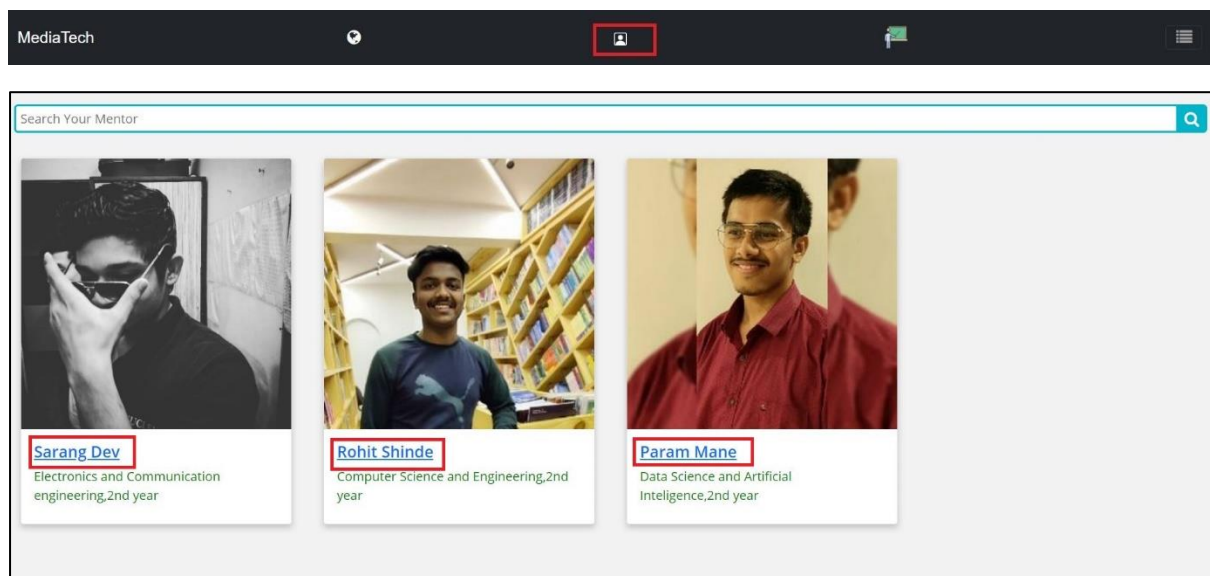 MediaTech
Search Your Mentor
Sarang Dev
Electronics and Communication
engineering,2nd year
Rohit Shinde
Computer Science and Engineering,2nd
year
Param Mane
Data Science and Artificial
Inteligence,2nd year